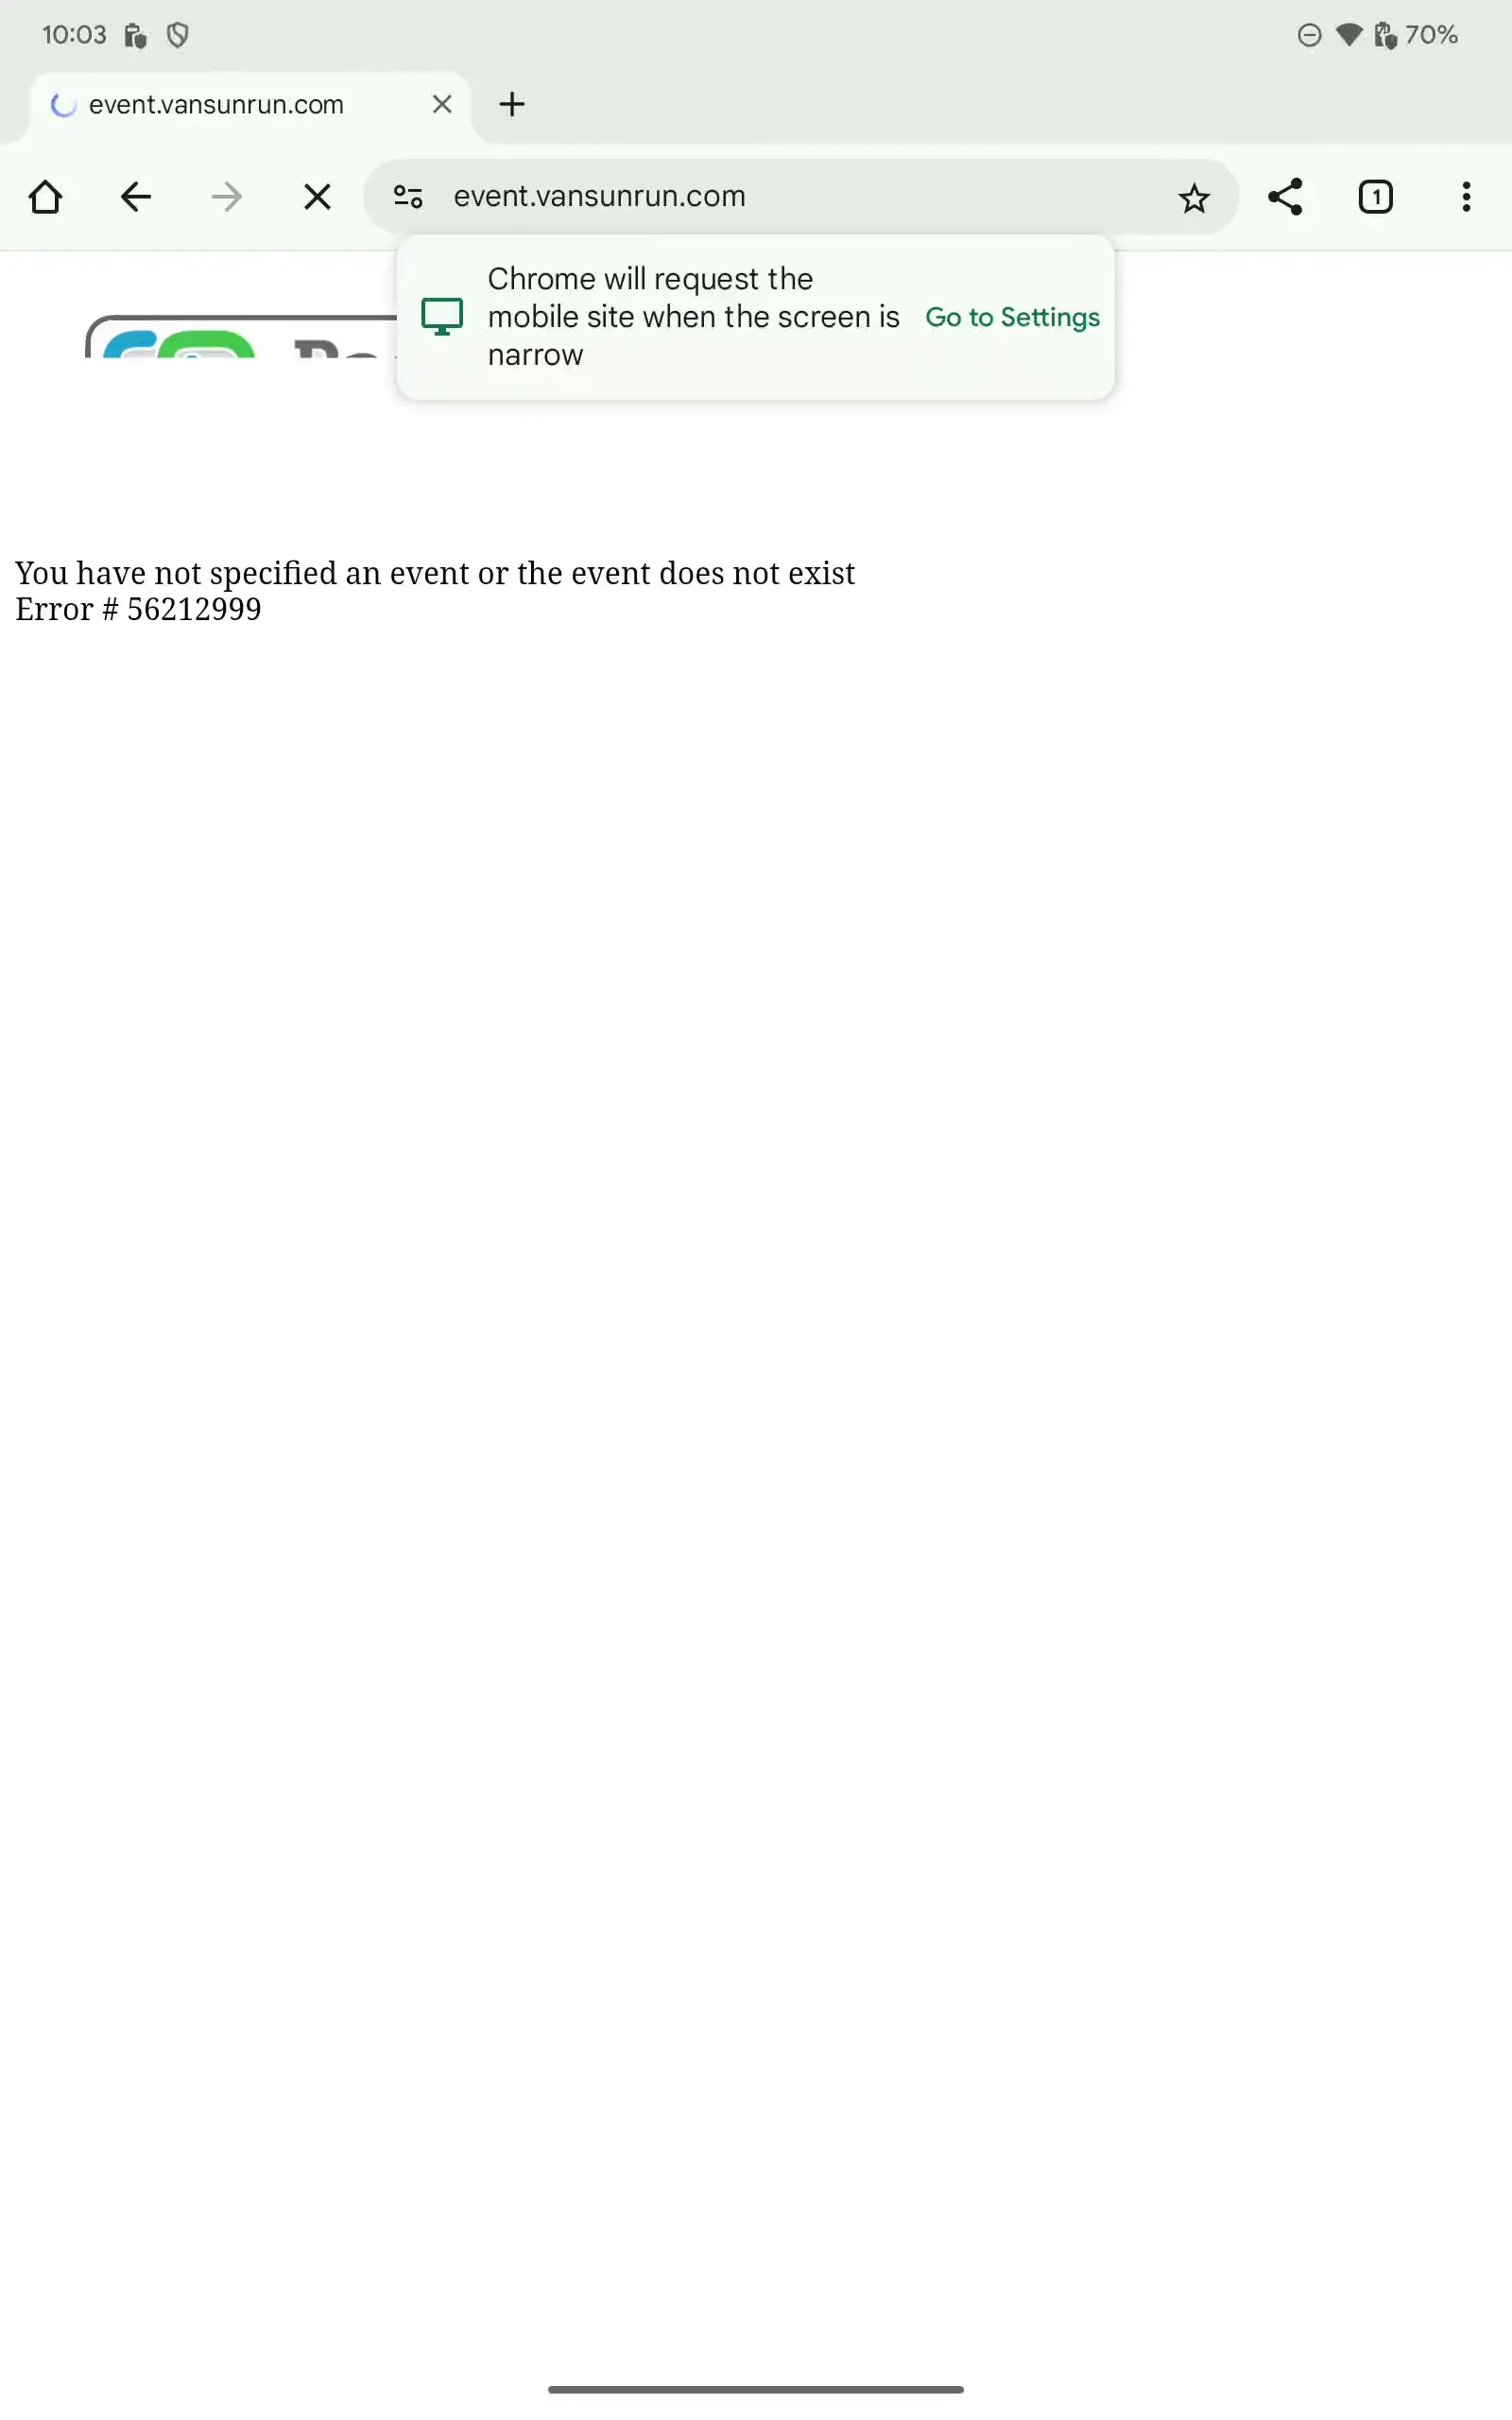 10:03
70%
event.vansunrun.com
event.vansunrun.com
1
Chrome will request the
mobile site when the screen is
narrow
Go to Settings
You have not specified an event or the event does not exist
Error # 56212999